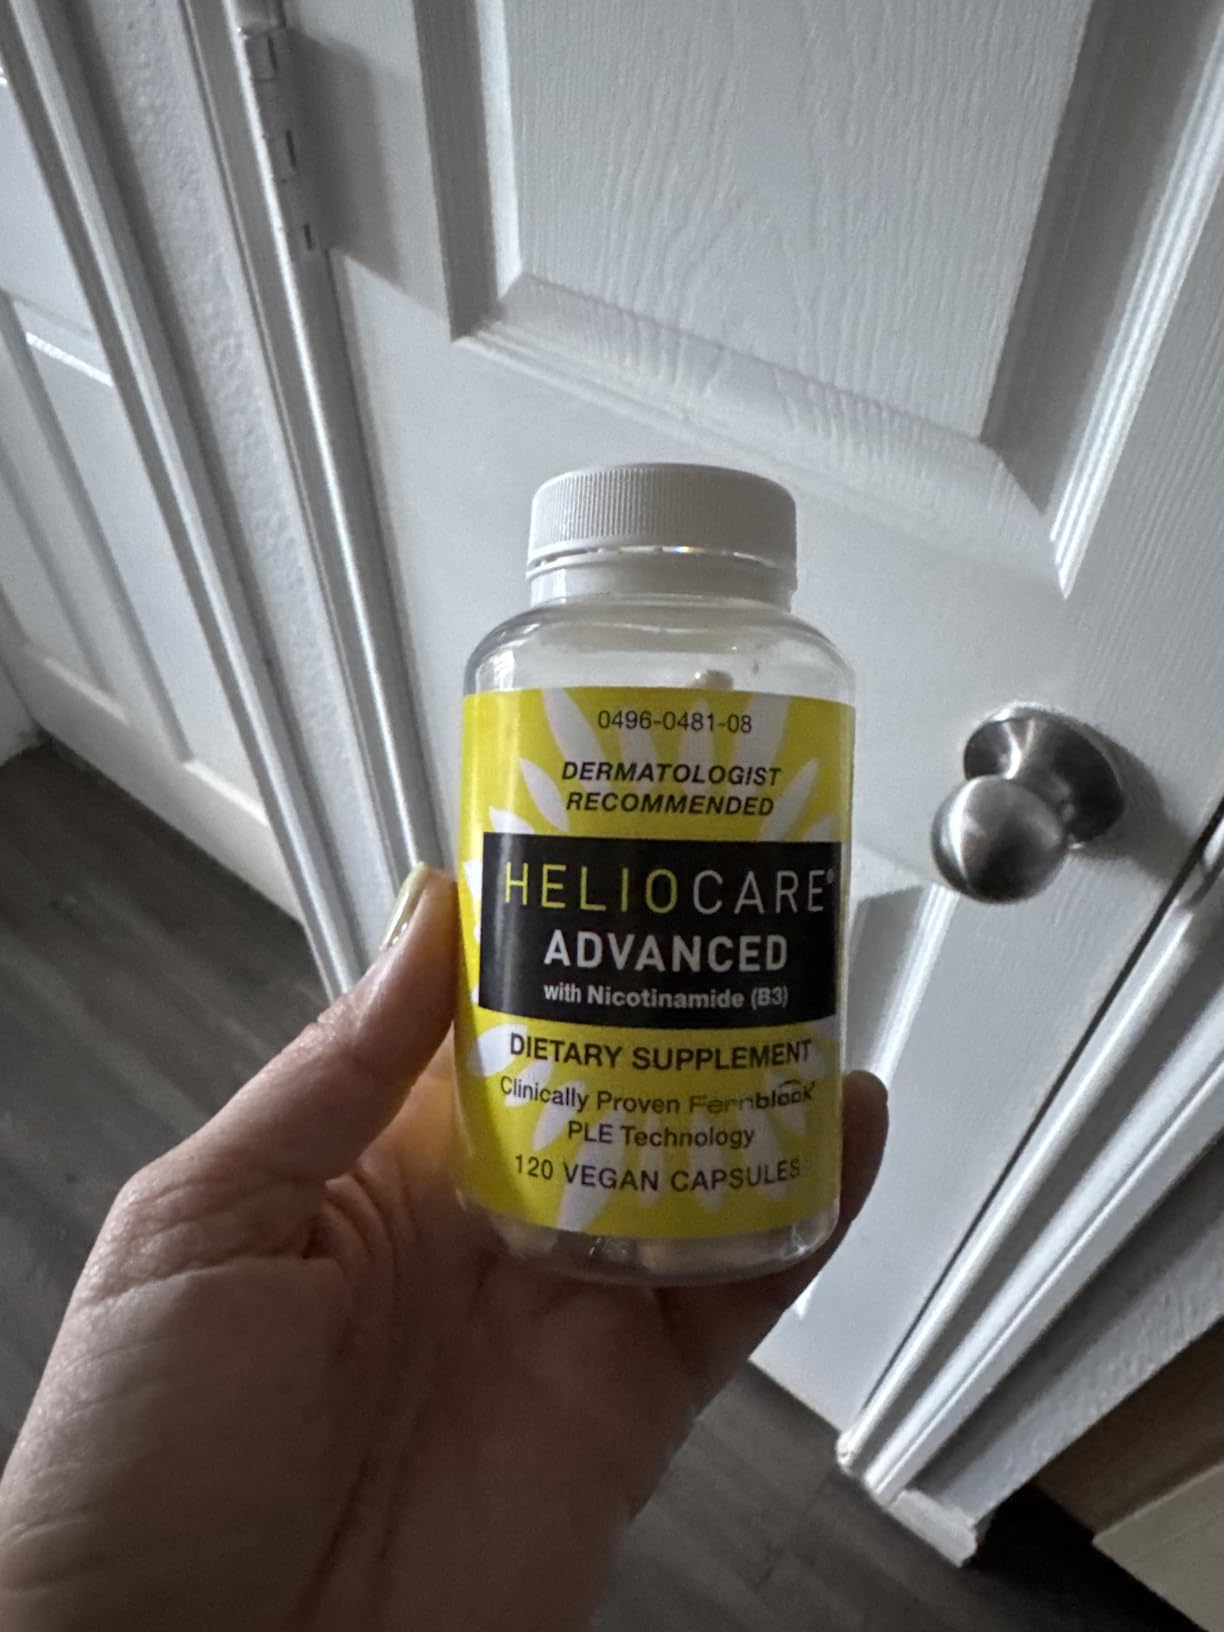 0496-0481-08
DERMATOLOGIST
RECOMMENDED
HELIOCARE®
ADVANCED
with Nicotinamide (B3)
DIETARY SUPPLEMENT
Clinically Proven Fernblock®
PLE Technology
120 VEGAN CAPSULES